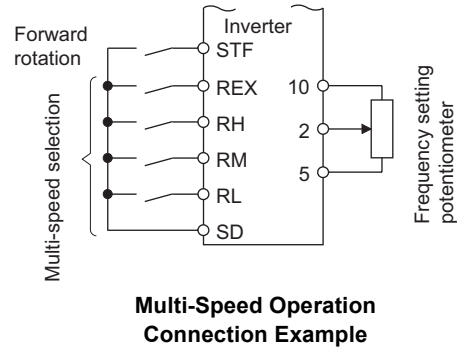 Inverter
Forward
rotation
STF
REX
RH
RM
RL
SD
10
2
5
Multi-speed selection
Frequency setting
potentiometer
Multi-Speed Operation
Connection Example